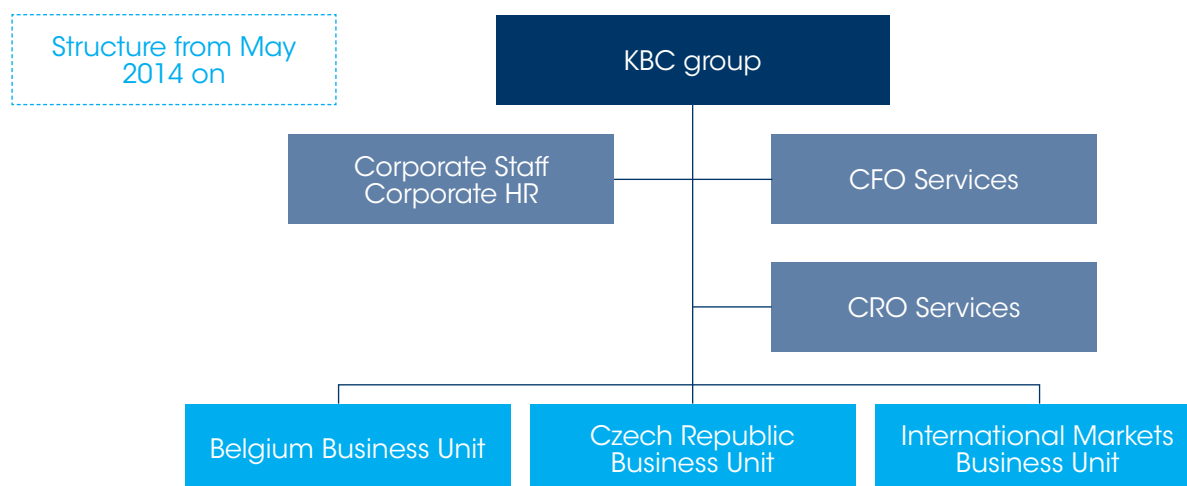 Structure from May
2014 on
KBC group
Corporate Staff
Corporate HR
CFO Services
CRO Services
Belgium Business Unit
Czech Republic
Business Unit
International Markets
Business Unit